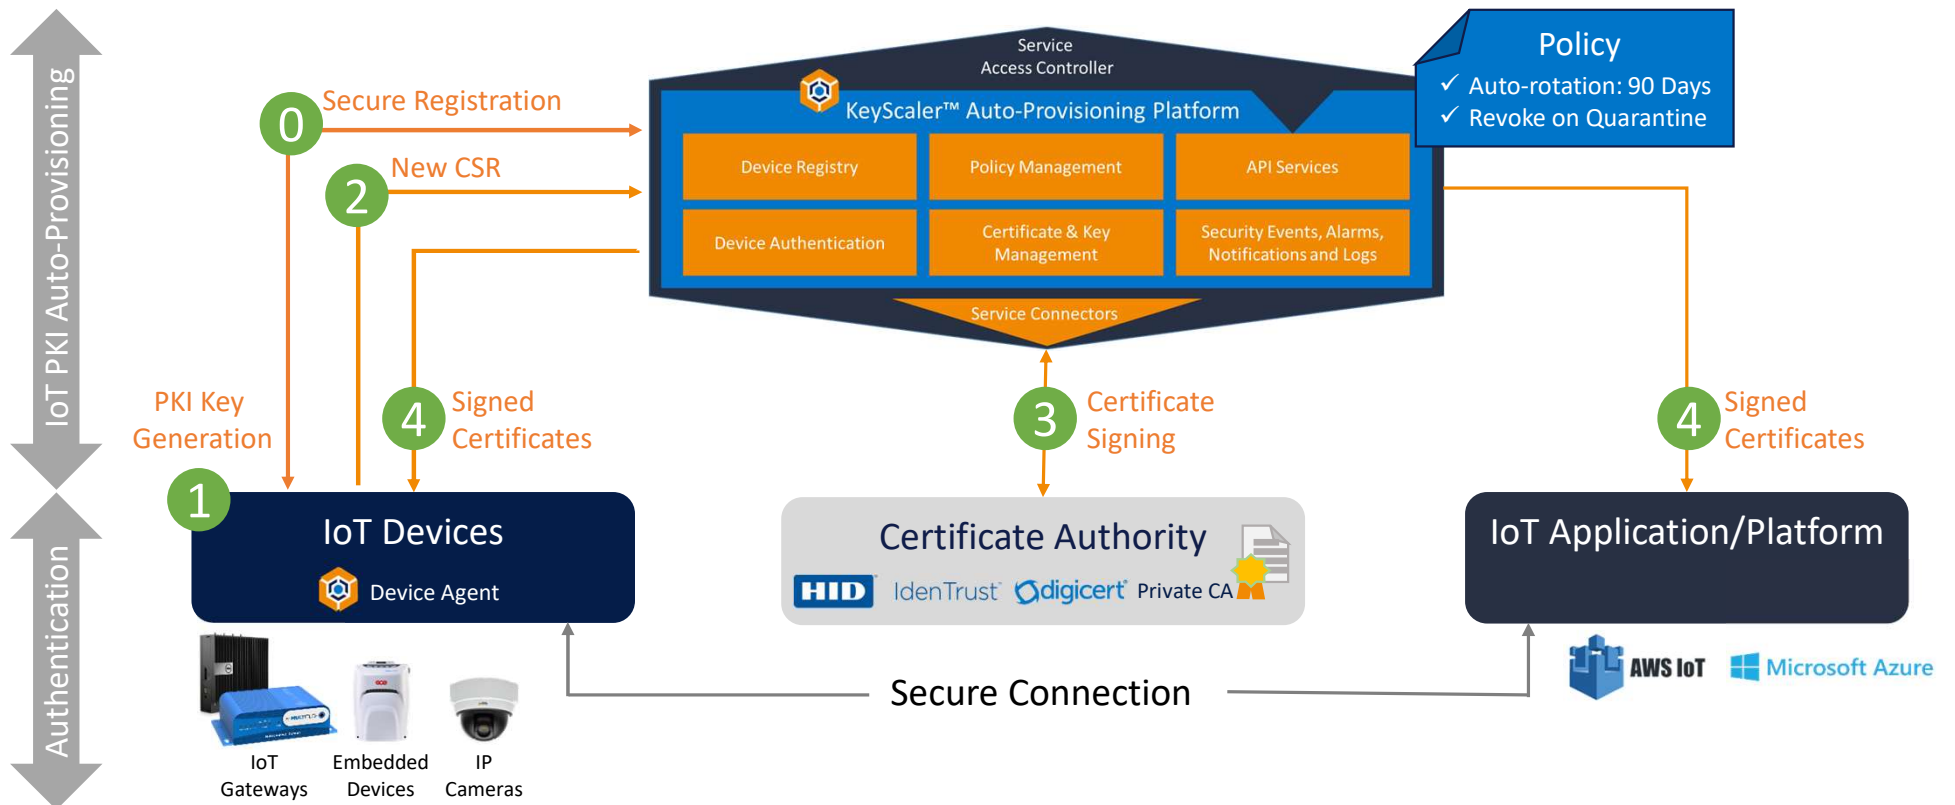 IoT PKI Auto-Provisioning
Authentication
0
Secure Registration
2
New CSR
PKI Key
Generation
1
4
Signed
Certificates
Service
Access Controller
KeyScaler™ Auto-Provisioning Platform
Device Registry
Policy Management
API Services
Device Authentication
Certificate & Key
Management
Security Events, Alarms,
Notifications and Logs
Service Connectors
Policy
✓ Auto-rotation: 90 Days
✓ Revoke on Quarantine
3
Certificate
Signing
4
Signed
Certificates
IoT Devices
Device Agent
Certificate Authority
HID
IdenTrust
digicert
Private CA
IoT Application/Platform
Secure Connection
AWS IoT
Microsoft Azure
IoT
Gateways
Embedded
Devices
IP
Cameras